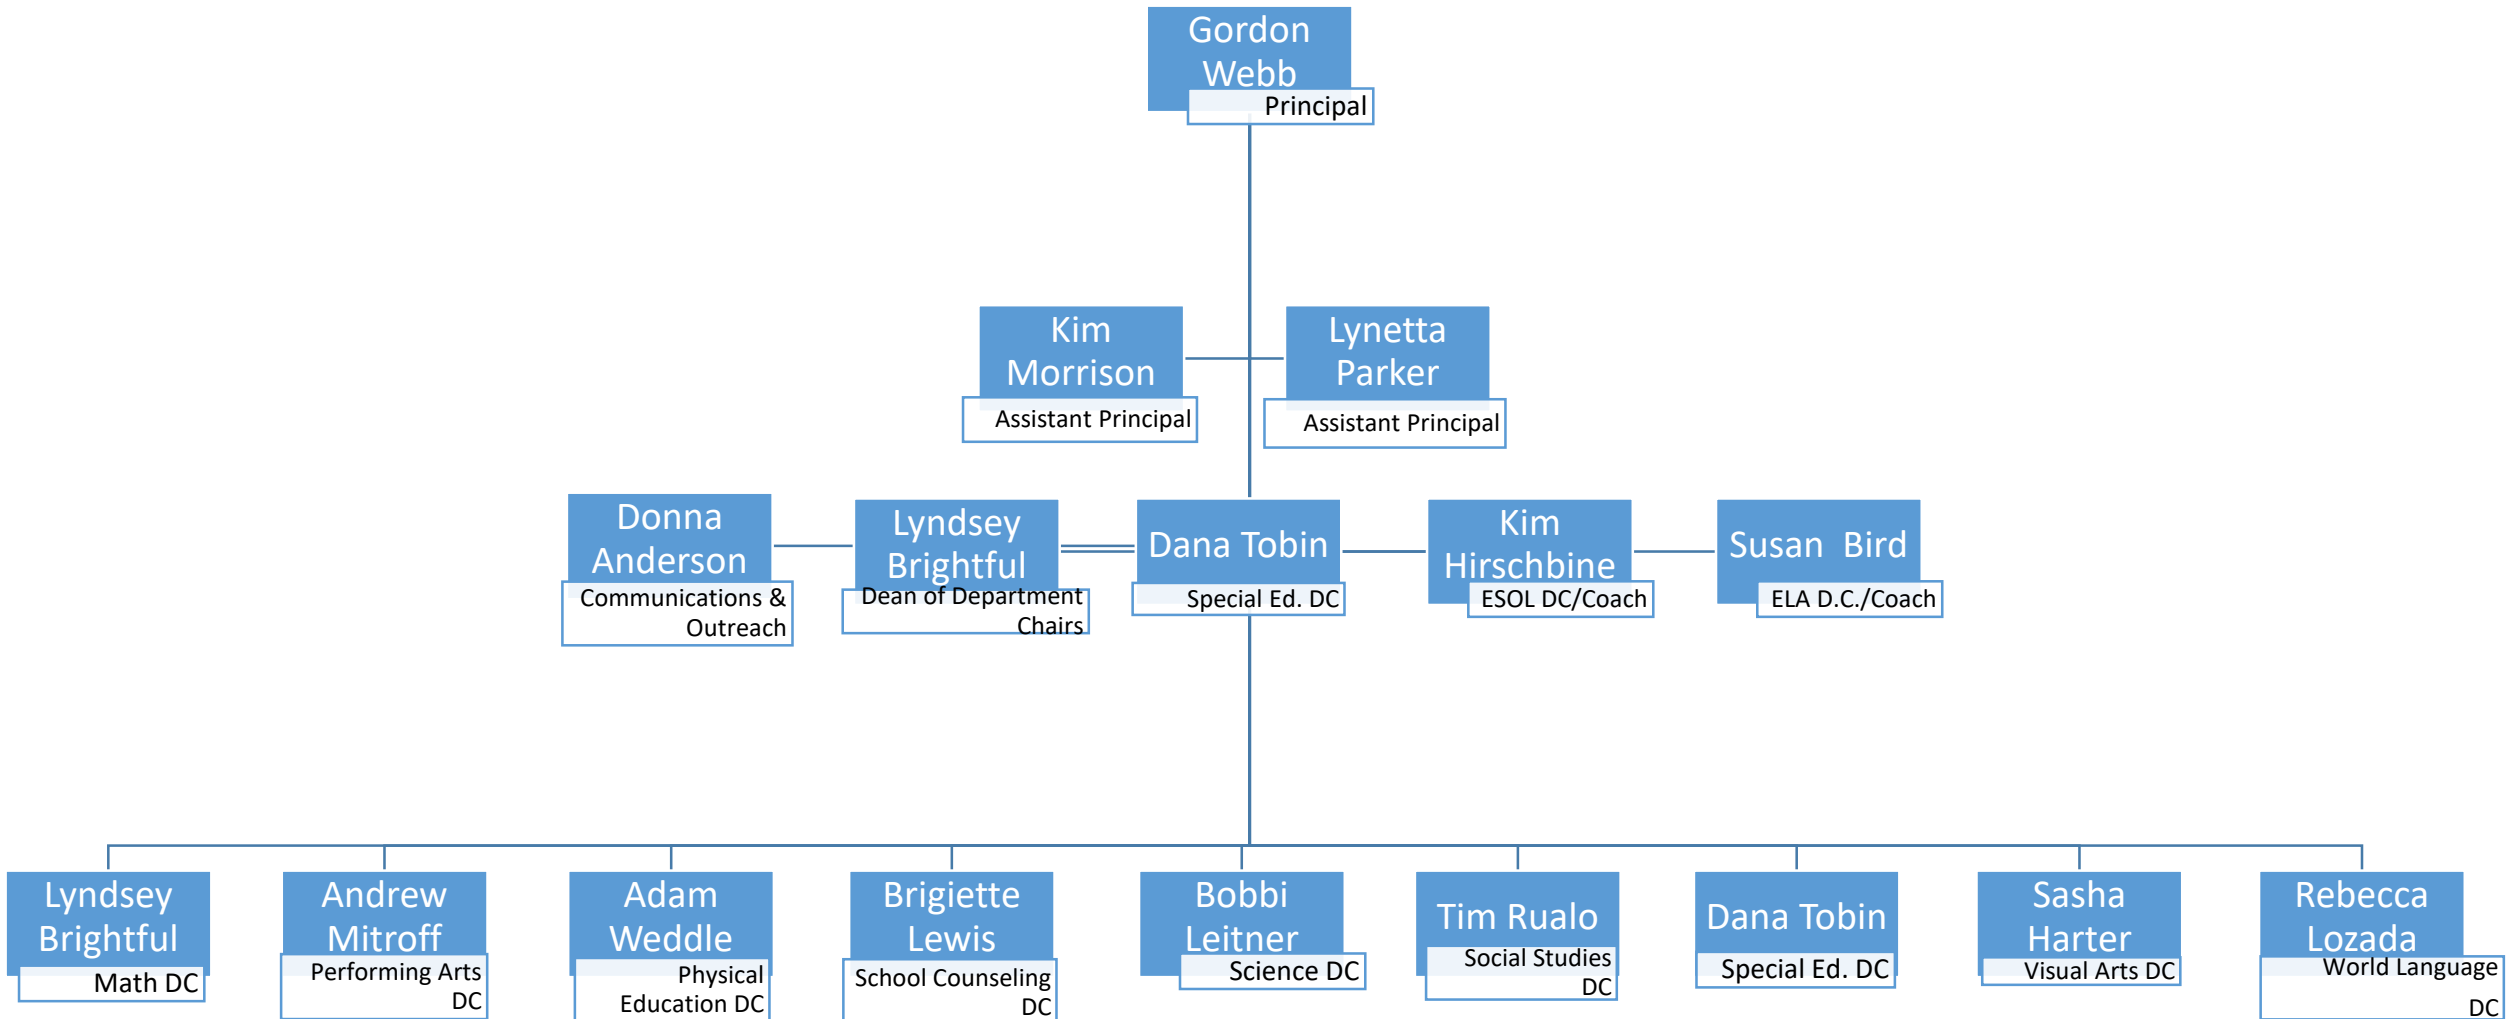 Gordon
Webb
Principal
Kim
Morrison
Assistant Principal
Lynetta
Parker
Assistant Principal
Donna
Anderson
Communications &
Outreach
Lyndsey
Brightful
Dean of Department
Chairs
Dana Tobin
Special Ed. DC
Kim
Hirschbine
ESOL DC/Coach
Susan  Bird
ELA D.C./Coach
Lyndsey
Brightful
Math DC
Andrew
Mitroff
Performing Arts
DC
Adam
Weddle
Physical
Education DC
Brigiette
Lewis
School Counseling
DC
Bobbi
Leitner
Science DC
Tim Rualo
Social Studies
DC
Dana Tobin
Special Ed. DC
Sasha
Harter
Visual Arts DC
Rebecca
Lozada
World Language
DC